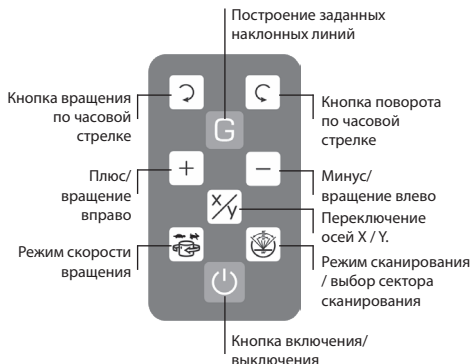 Построение заданных
наклонных линий
Кнопка вращения
по часовой
стрелке
Кнопка поворота
по часовой
стрелке
G
Плюс/
вращение
вправо
+
−
Минус/
вращение влево
X/y
Переключение
осей X / Y.
Режим скорости
вращения
Режим сканирования
/ выбор сектора
сканирования
Кнопка включения/
выключения